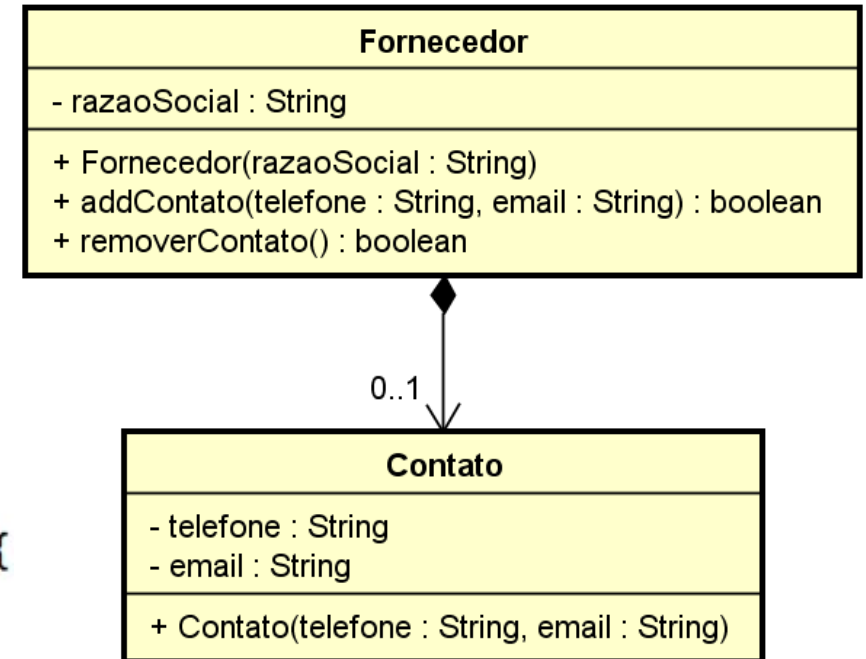 Fornecedor
- razaoSocial : String
+ Fornecedor(razaoSocial : String)
+ addContato(telefone : String, email : String) : boolean
+ removerContato() : boolean
0..1
Contato
- telefone : String
- email : String
{
+ Contato(telefone : String, email : String)